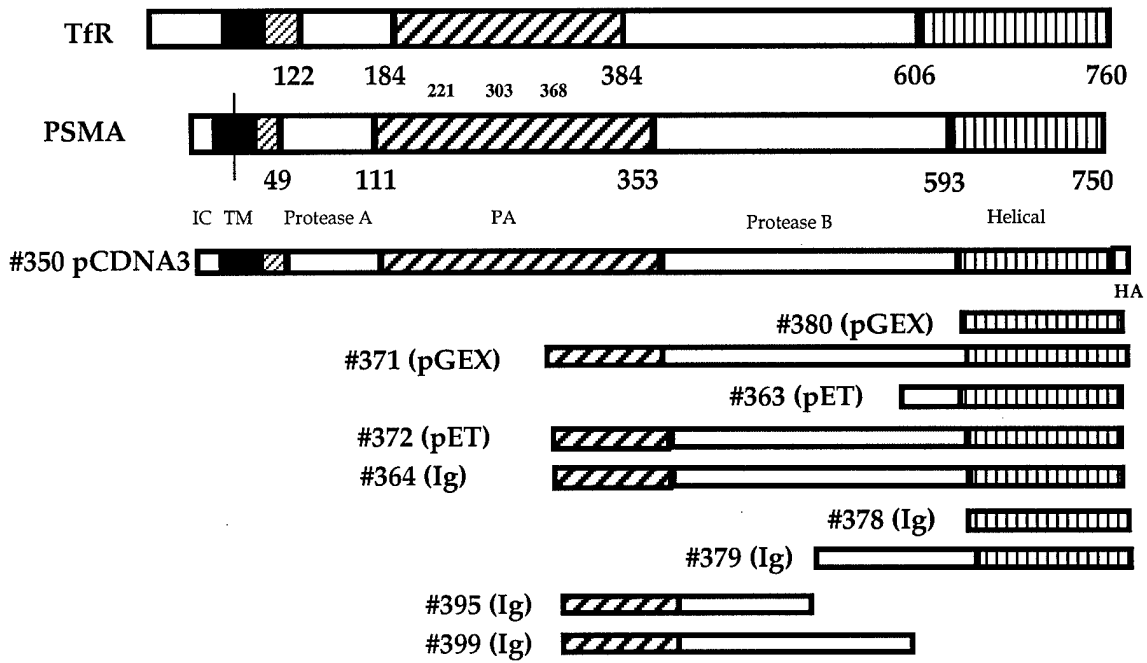 TfR
122 184 384 606 760
221 303 368
PSMA
49 111 353 593 750
IC TM Protease A PA Protease B Helical
#350 pCDNA3
HA
#380 (pGEX)
#371 (pGEX)
#363 (pET)
#372 (pET)
#364 (Ig)
#378 (Ig)
#379 (Ig)
#395 (Ig)
#399 (Ig)